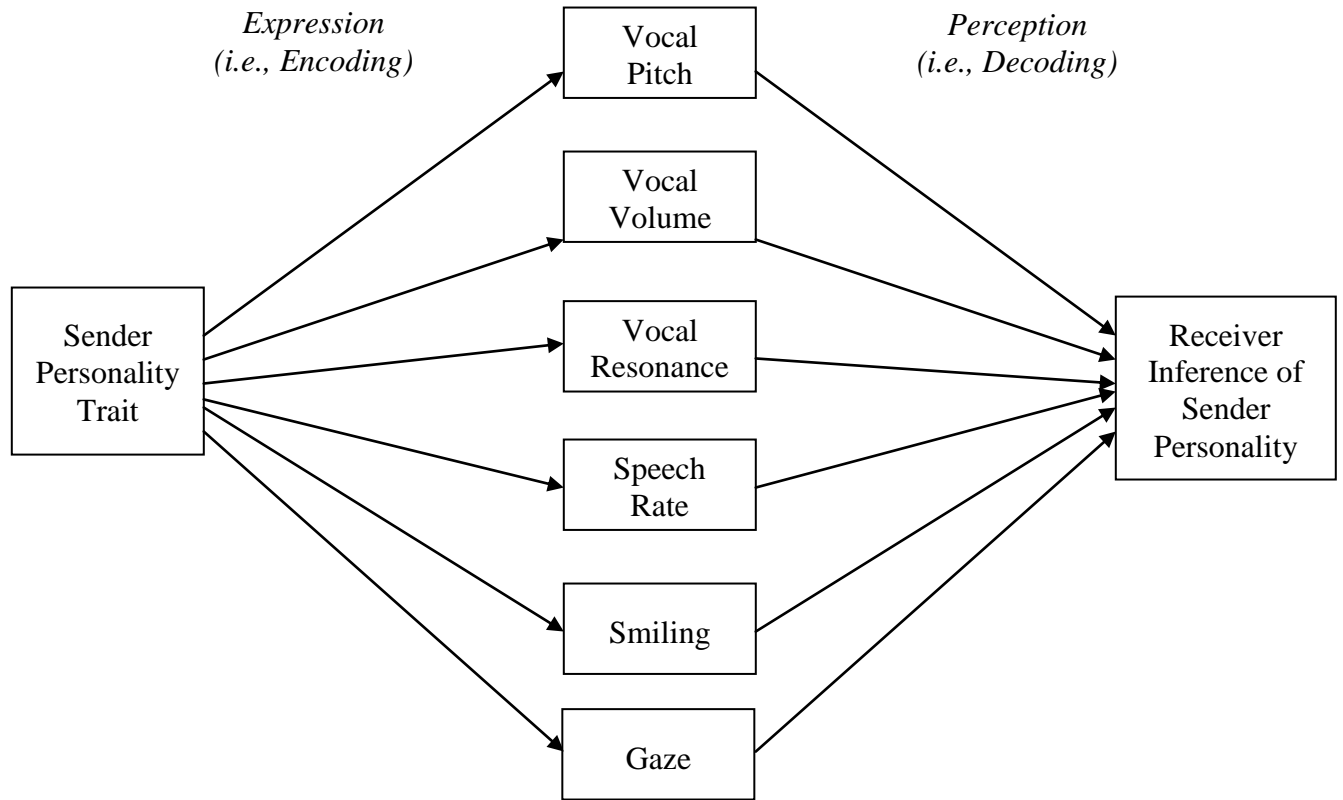 Expression
(i.e., Encoding)
Vocal
Pitch
Perception
(i.e., Decoding)
Vocal
Volume
Sender
Personality
Trait
Vocal
Resonance
Receiver
Inference of
Sender
Personality
Speech
Rate
Smiling
Gaze